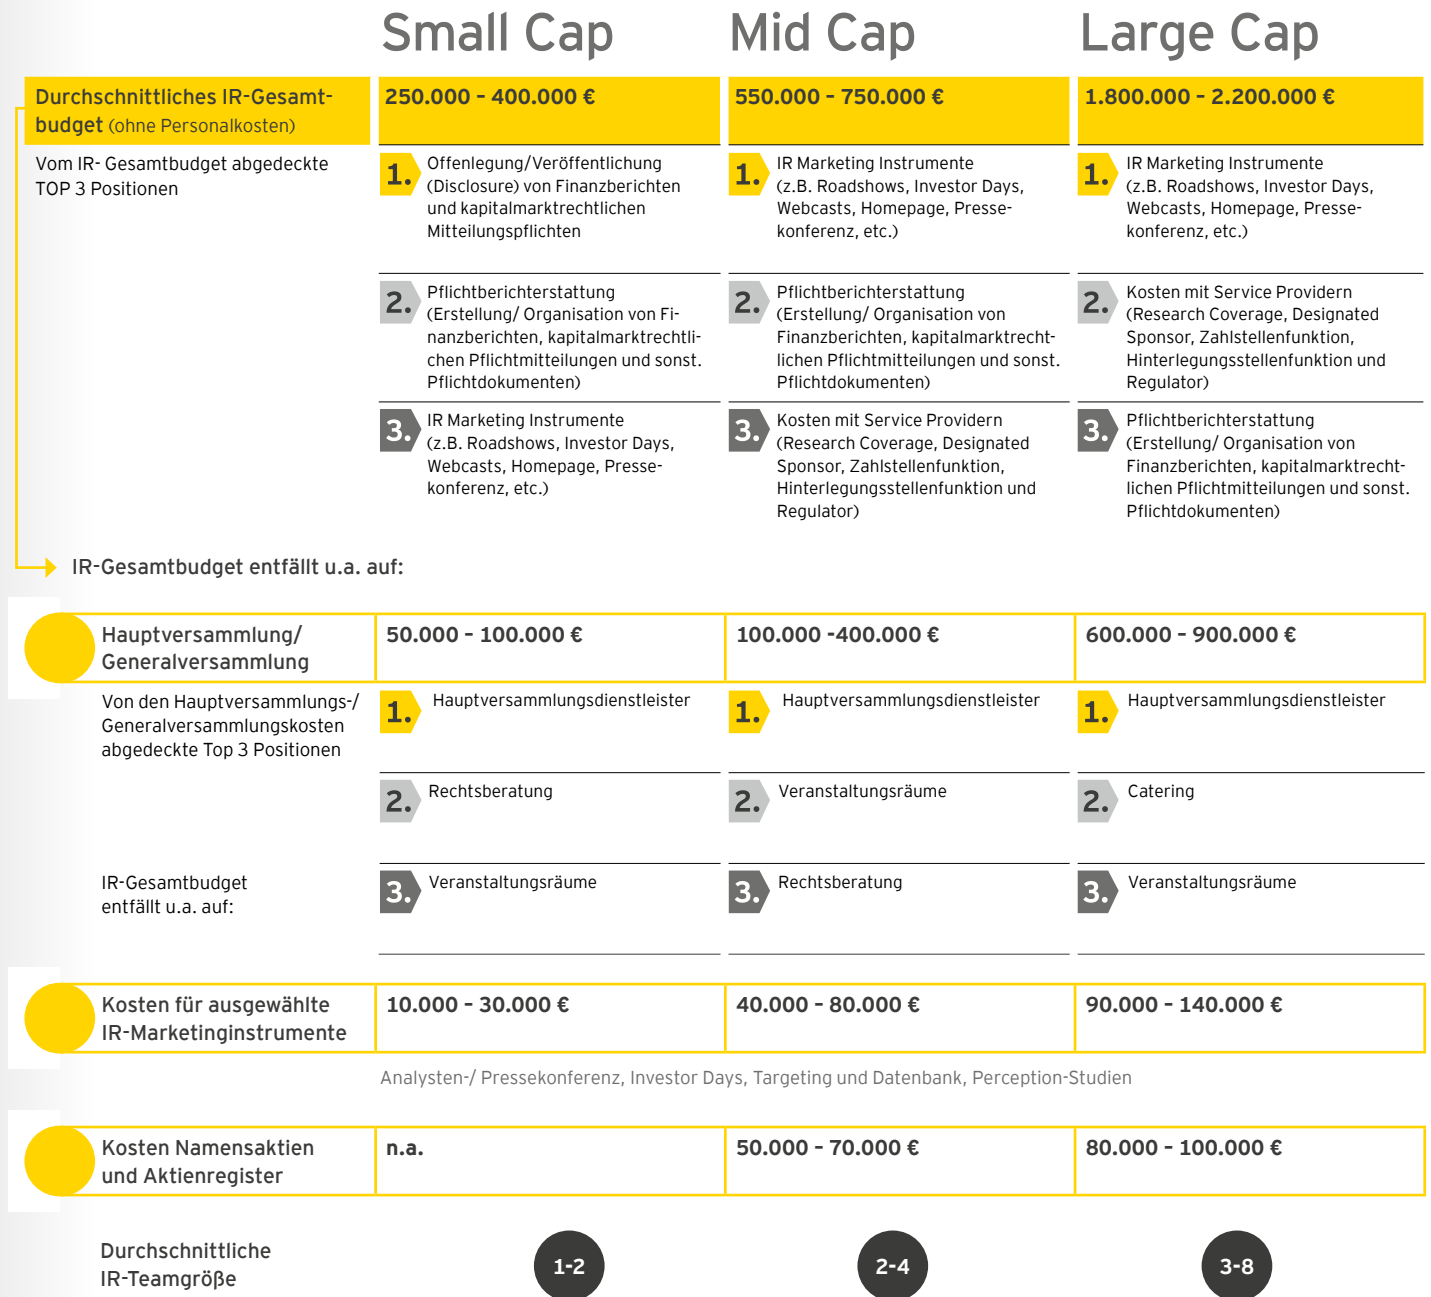 Small Cap
Mid Cap
Large Cap
Durchschnittliches IR-Gesamt-
budget (ohne Personalkosten)
250.000 – 400.000 €
550.000 – 750.000 €
1.800.000 – 2.200.000 €
Vom IR- Gesamtbudget abgedeckte
TOP 3 Positionen
1.
Offenlegung/Veröffentlichung
(Disclosure) von Finanzberichten
und kapitalmarktrechtlichen
Mitteilungspflichten
1.
IR Marketing Instrumente
(z.B. Roadshows, Investor Days,
Webcasts, Homepage, Presse-
konferenz, etc.)
1.
IR Marketing Instrumente
(z.B. Roadshows, Investor Days,
Webcasts, Homepage, Presse-
konferenz, etc.)
2.
Pflichtberichterstattung
(Erstellung/ Organisation von Fi-
nanzberichten, kapitalmarktrechtli-
chen Pflichtmitteilungen und sonst.
Pflichtdokumenten)
2.
Pflichtberichterstattung
(Erstellung/ Organisation von
Finanzberichten, kapitalmarktrecht-
lichen Pflichtmitteilungen und sonst.
Pflichtdokumenten)
2.
Kosten mit Service Providern
(Research Coverage, Designated
Sponsor, Zahlstellenfunktion,
Hinterlegungsstellenfunktion und
Regulator)
3.
IR Marketing Instrumente
(z.B. Roadshows, Investor Days,
Webcasts, Homepage, Presse-
konferenz, etc.)
3.
Kosten mit Service Providern
(Research Coverage, Designated
Sponsor, Zahlstellenfunktion,
Hinterlegungsstellenfunktion und
Regulator)
3.
Pflichtberichterstattung
(Erstellung/ Organisation von
Finanzberichten, kapitalmarktrecht-
lichen Pflichtmitteilungen und sonst.
Pflichtdokumenten)
IR-Gesamtbudget entfällt u.a. auf:
Hauptversammlung/
Generalversammlung
50.000 – 100.000 €
100.000 -400.000 €
600.000 – 900.000 €
Von den Hauptversammlungs-/
Generalversammlungskosten
abgedeckte Top 3 Positionen
1.
Hauptversammlungsdienstleister
1.
Hauptversammlungsdienstleister
1.
Hauptversammlungsdienstleister
2.
Rechtsberatung
2.
Veranstaltungsräume
2.
Catering
IR-Gesamtbudget
entfällt u.a. auf:
3.
Veranstaltungsräume
3.
Rechtsberatung
3.
Veranstaltungsräume
Kosten für ausgewählte
IR-Marketinginstrumente
10.000 – 30.000 €
40.000 – 80.000 €
90.000 – 140.000 €
Analysten-/ Pressekonferenz, Investor Days, Targeting und Datenbank, Perception-Studien
Kosten Namensaktien
und Aktienregister
n.a.
50.000 – 70.000 €
80.000 – 100.000 €
Durchschnittliche
IR-Teamgröße
1-2
2-4
3-8